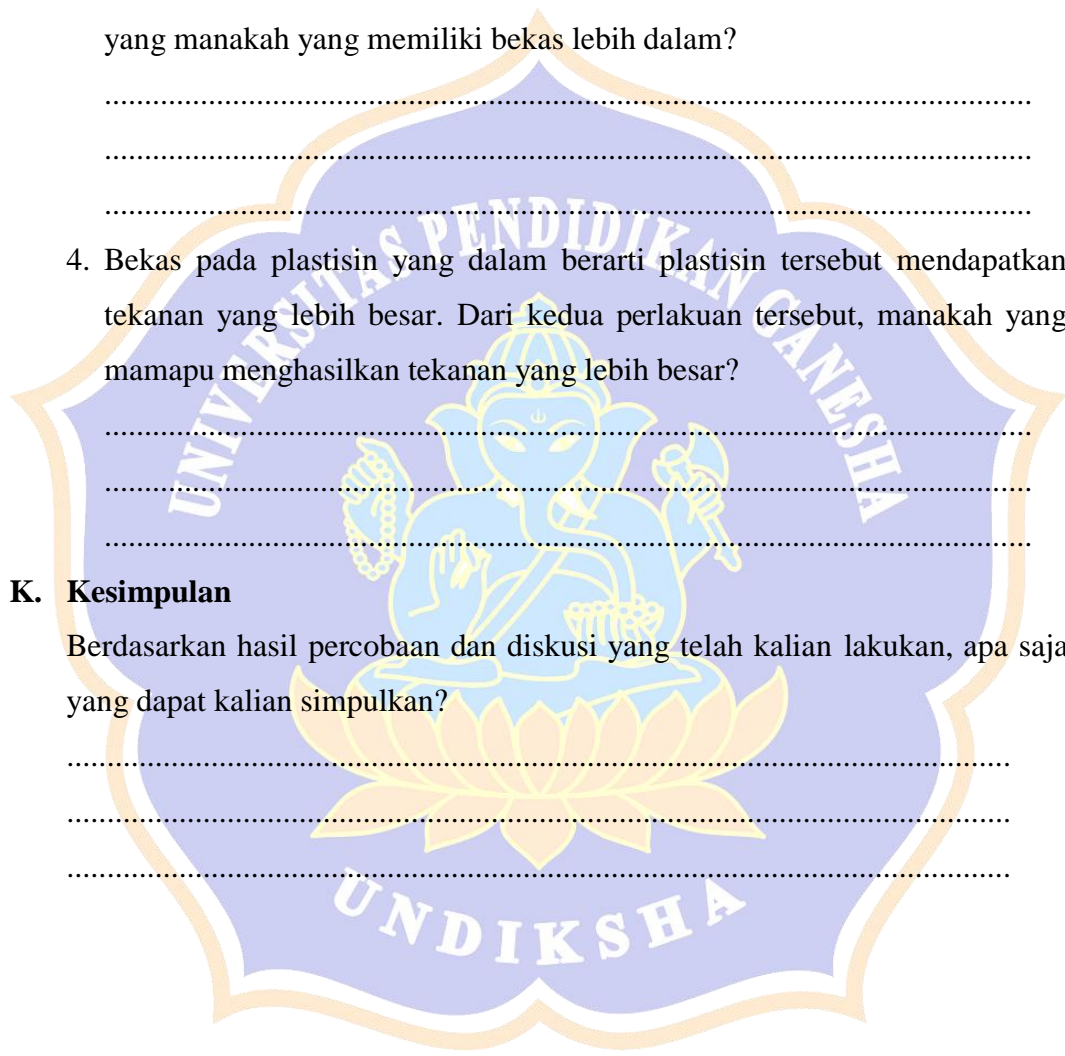 yang manakah yang memiliki bekas lebih dalam?
....................................................................................................................
....................................................................................................................
....................................................................................................................
4. Bekas pada plastisin yang dalam berarti plastisin tersebut mendapatkan
tekanan yang lebih besar. Dari kedua perlakuan tersebut, manakah yang
mamapu menghasilkan tekanan yang lebih besar?
....................................................................................................................
....................................................................................................................
....................................................................................................................
K. Kesimpulan
Berdasarkan hasil percobaan dan diskusi yang telah kalian lakukan, apa saja
yang dapat kalian simpulkan?
......................................................................................................................
......................................................................................................................
......................................................................................................................
UNIVERSITAS PENDIDIKAN GANESHA
UNDIKSHA